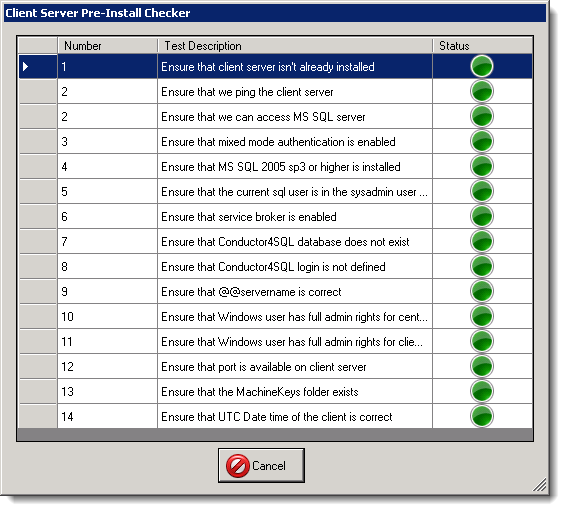 Client Server Pre-Install Checker
Number Test Description Status
1 Ensure that client server isn't already installed
2 Ensure that we ping the client server
2 Ensure that we can access MS SQL server
3 Ensure that mixed mode authentication is enabled
4 Ensure that MS SQL 2005 sp3 or higher is installed
5 Ensure that the current sql user is in the sysadmin user ...
6 Ensure that service broker is enabled
7 Ensure that Conductor4SQL database does not exist
8 Ensure that Conductor4SQL login is not defined
9 Ensure that @@servername is correct
10 Ensure that Windows user has full admin rights for cent...
11 Ensure that Windows user has full admin rights for clie...
12 Ensure that port is available on client server
13 Ensure that the MachineKeys folder exists
14 Ensure that UTC Date time of the client is correct
Cancel